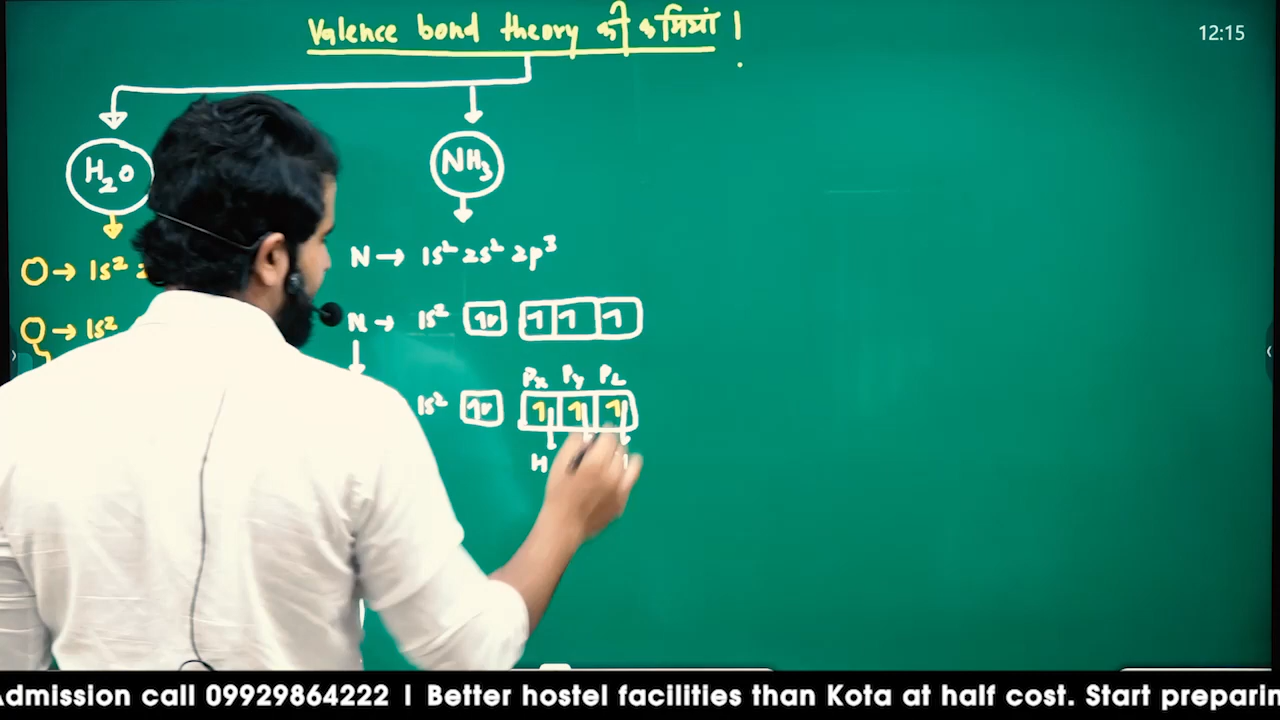 Valence bond theory की कमियां !
12:15
H₂O
NH₃
O → 1s²
N → 1s² 2s² 2p³
O → 1s²
N → 1s² ↿⇂ ↿ ↿ ↿
Px Py Pz
1s² ↿⇂ ↿⇂ ↿⇂ ↿⇂
H
Admission call 09929864222 | Better hostel facilities than Kota at half cost. Start preparin